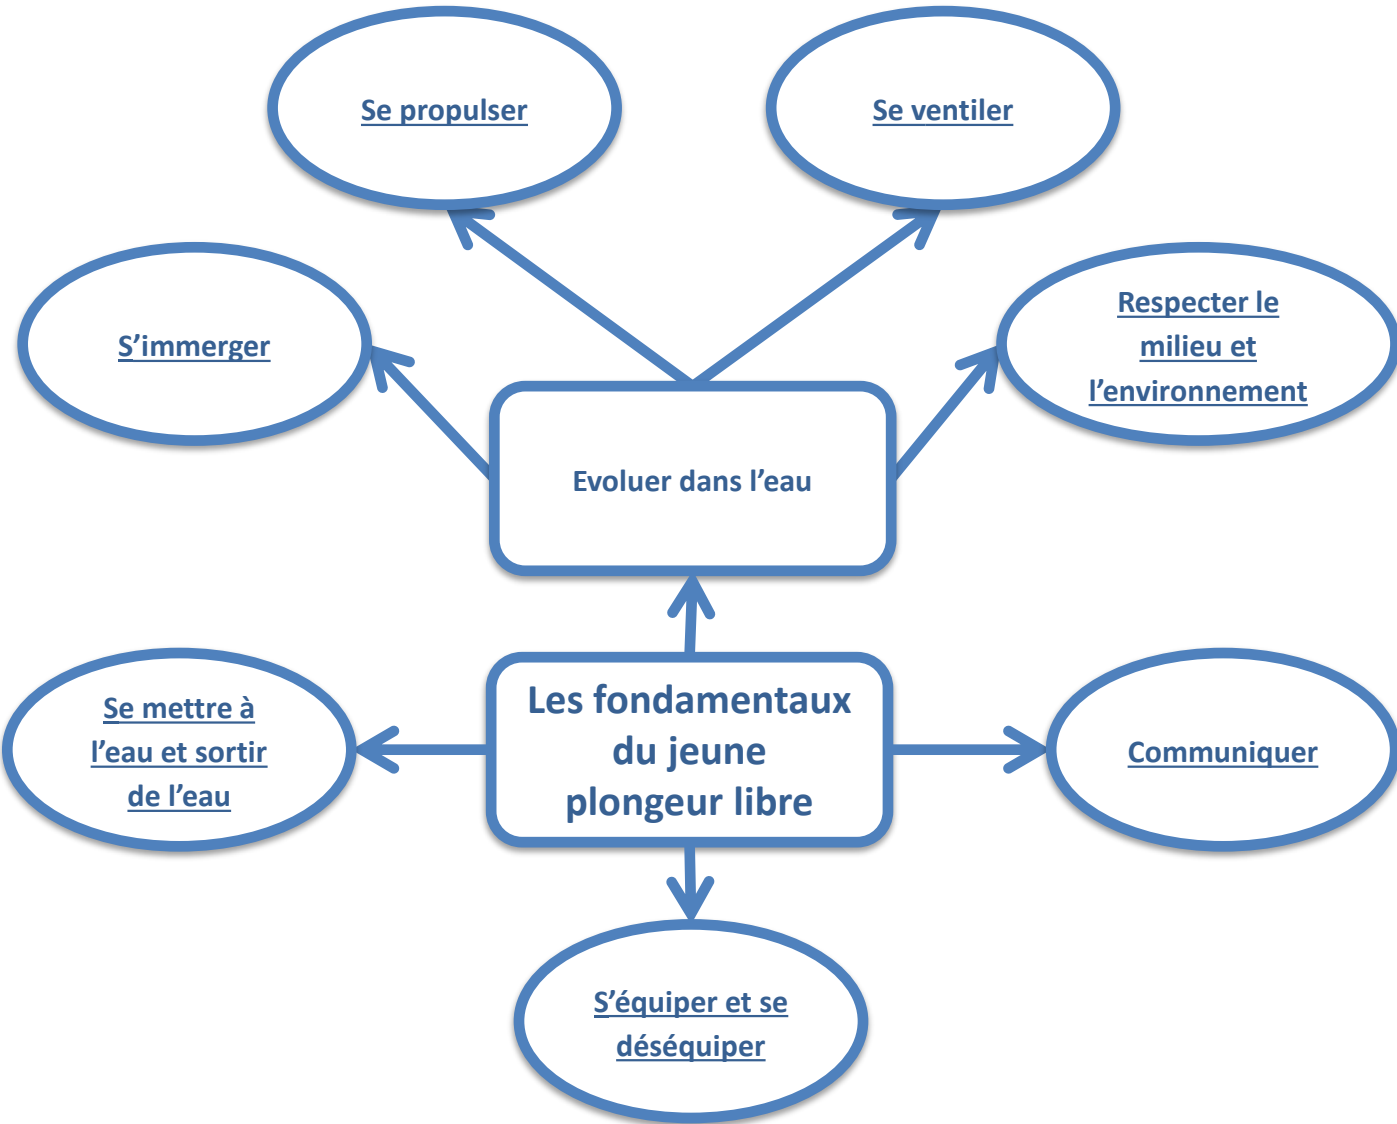 Se propulser
Se ventiler
S'immerger
Respecter le
milieu et
l'environnement
Evoluer dans l'eau
Se mettre à
l'eau et sortir
de l'eau
Les fondamentaux
du jeune
plongeur libre
Communiquer
S'équiper et se
déséquiper